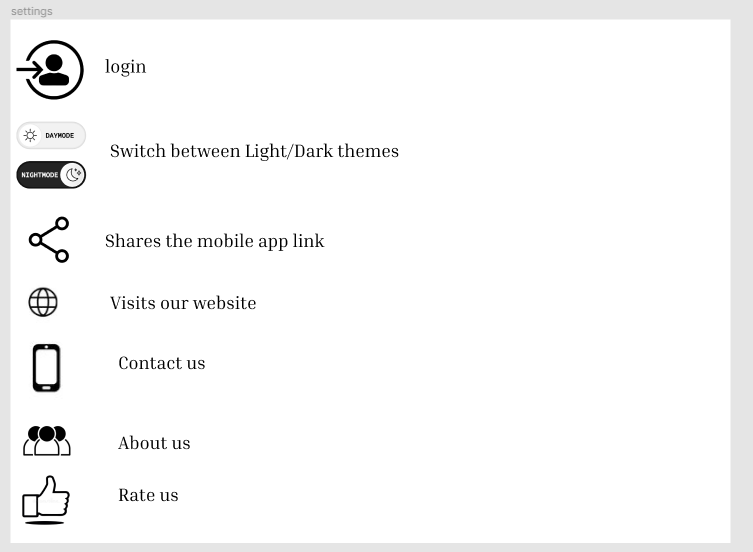 settings
login
DAYMODE
Switch between Light/Dark themes
NIGHTMODE
Shares the mobile app link
Visits our website
Contact us
About us
Rate us